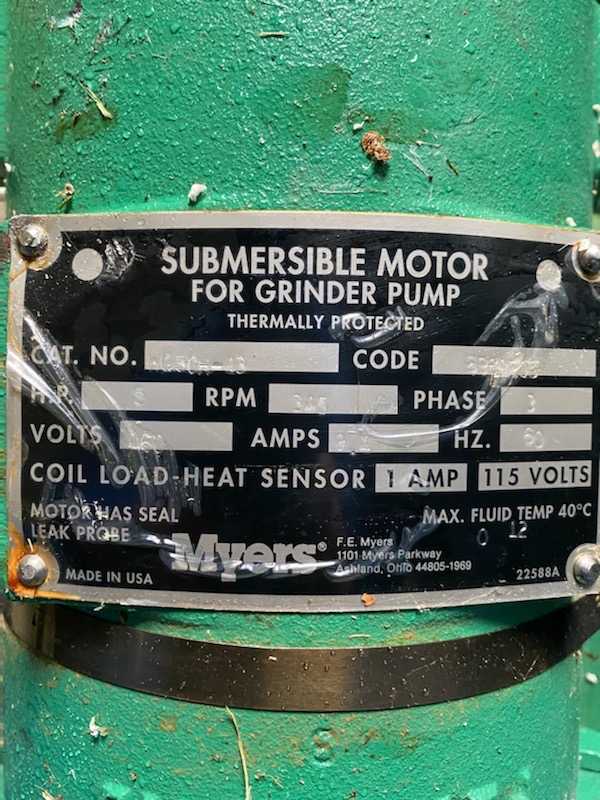 SUBMERSIBLE MOTOR
FOR GRINDER PUMP
THERMALLY PROTECTED
CAT. NO. CODE
H.P. RPM PHASE 3
VOLTS AMPS HZ. 60
COIL LOAD-HEAT SENSOR 1 AMP 115 VOLTS
MOTOR HAS SEAL
LEAK PROBE
MAX. FLUID TEMP 40°C
0 12
Myers®
F.E. Myers
1101 Myers Parkway
Ashland, Ohio 44805-1969
MADE IN USA
22588A